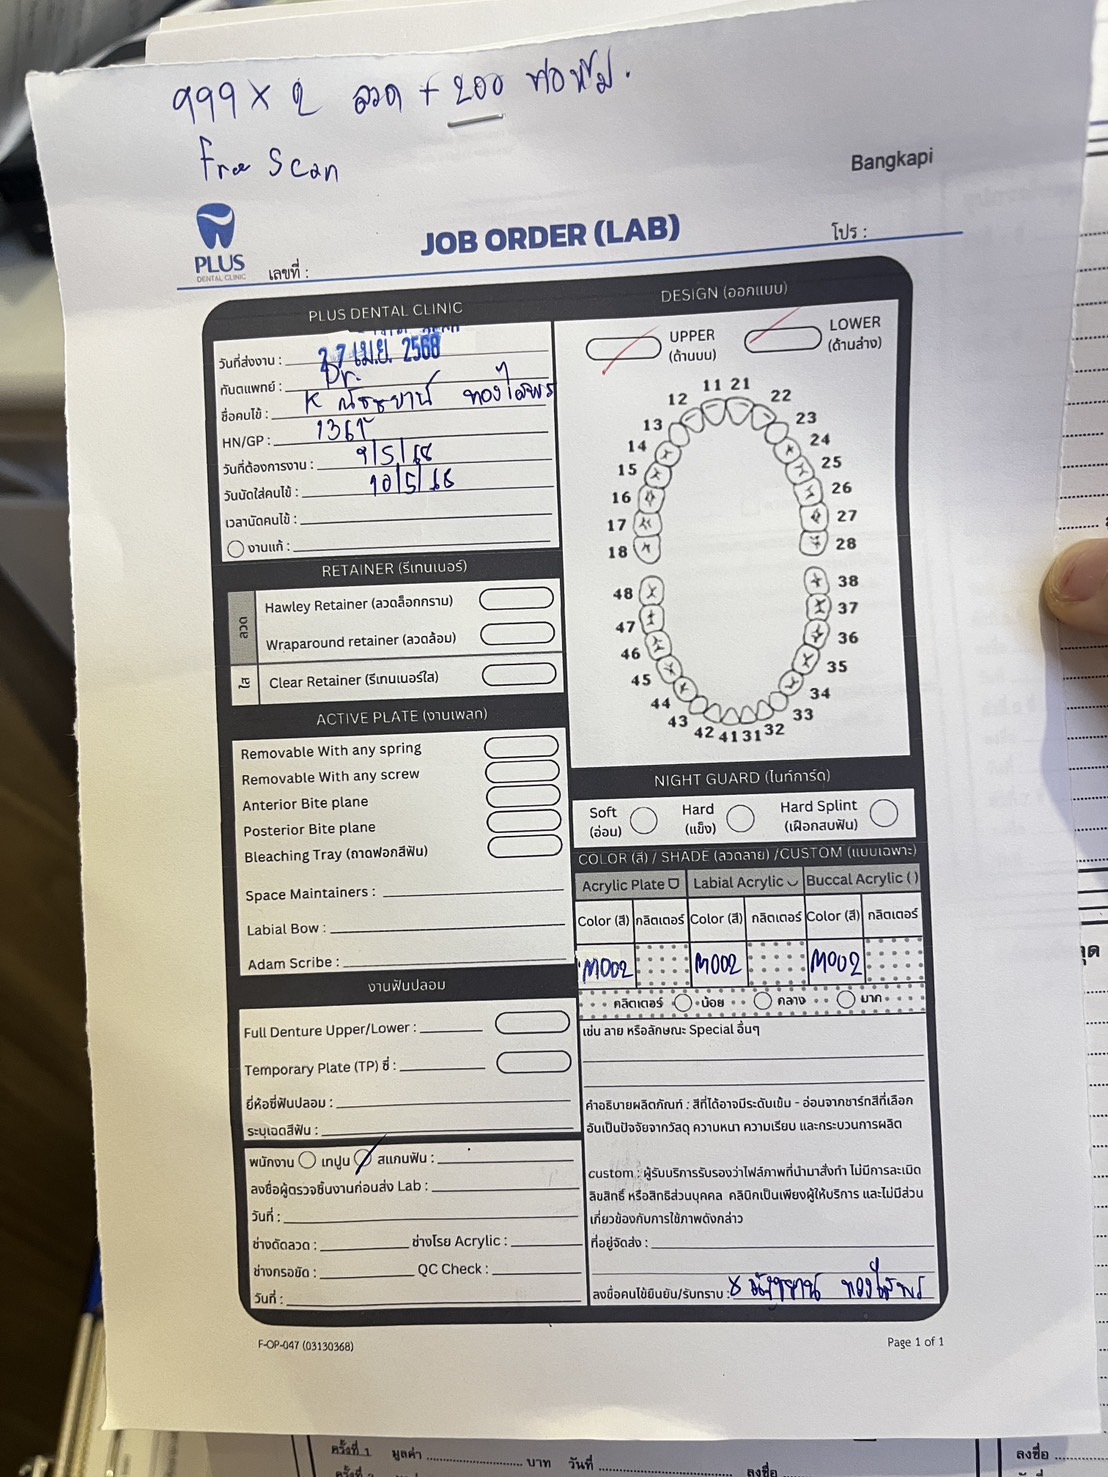 999 x 2 ลวด + 200 ท่อฟัน.
Free Scan
Bangkapi
PLUS
DENTAL CLINIC
เลขที่ :
JOB ORDER (LAB)
โปร :
PLUS DENTAL CLINIC
วันที่ส่งงาน : 27 เม.ย. 2568
ทันตแพทย์ : Dr.
ชื่อคนไข้ : K
HN/GP :
วันที่ต้องการงาน : 9/5/68
วันนัดใส่คนไข้ : 10/5/68
เวลานัดคนไข้ :
งานแก้ :
RETAINER (รีเทนเนอร์)
ลวด
Hawley Retainer (ลวดล็อกกราม)
Wraparound retainer (ลวดล้อม)
ใส
Clear Retainer (รีเทนเนอร์ใส)
ACTIVE PLATE (งานเพลท)
Removable With any spring
Removable With any screw
Anterior Bite plane
Posterior Bite plane
Bleaching Tray (ถาดฟอกสีฟัน)
Space Maintainers :
Labial Bow :
Adam Scribe :
งานฟันปลอม
Full Denture Upper/Lower :
Temporary Plate (TP) ซี่ :
ยี่ห้อซี่ฟันปลอม :
ระบุเฉดสีฟัน :
พนักงาน เทปูน สแกนฟัน :
ลงชื่อผู้ตรวจชิ้นงานก่อนส่ง Lab :
วันที่ :
ช่างดัดลวด : ช่างโรย Acrylic :
ช่างกรอขัด : QC Check :
วันที่ :
DESIGN (ออกแบบ)
UPPER
(ด้านบน)
LOWER
(ด้านล่าง)
11 21
12 22
13 23
14 24
15 25
16 26
17 27
18 28
48 38
47 37
46 36
45 35
44 34
43 33
42 41 31 32
NIGHT GUARD (ไนท์การ์ด)
Soft
(อ่อน)
Hard
(แข็ง)
Hard Splint
(เฝือกสบฟัน)
COLOR (สี) / SHADE (ลวดลาย) /CUSTOM (แบบเฉพาะ)
Acrylic Plate Labial Acrylic Buccal Acrylic ( )
Color (สี) กลิตเตอร์ Color (สี) กลิตเตอร์ Color (สี) กลิตเตอร์
M002 M002 M002
กลิตเตอร์ น้อย กลาง มาก
เช่น ลาย หรือลักษณะ Special อื่นๆ
คำอธิบายผลิตภัณฑ์ : สีที่ได้อาจมีระดับเข้ม - อ่อนจากชาร์ทสีที่เลือก
อันเป็นปัจจัยจากวัสดุ ความหนา ความเรียบ และกระบวนการผลิต
custom : ผู้รับบริการรับรองว่าไฟล์ภาพที่นำมาสั่งทำ ไม่มีการละเมิด
ลิขสิทธิ์ หรือสิทธิส่วนบุคคล คลินิกเป็นเพียงผู้ให้บริการ และไม่มีส่วน
เกี่ยวข้องกับการใช้ภาพดังกล่าว
ที่อยู่จัดส่ง :
ลงชื่อคนไข้ยืนยัน/รับทราบ :
F-OP-047 (03130368)
Page 1 of 1
ครั้งที่ 1 มูลค่า บาท วันที่
ลงชื่อ
ลงชื่อ